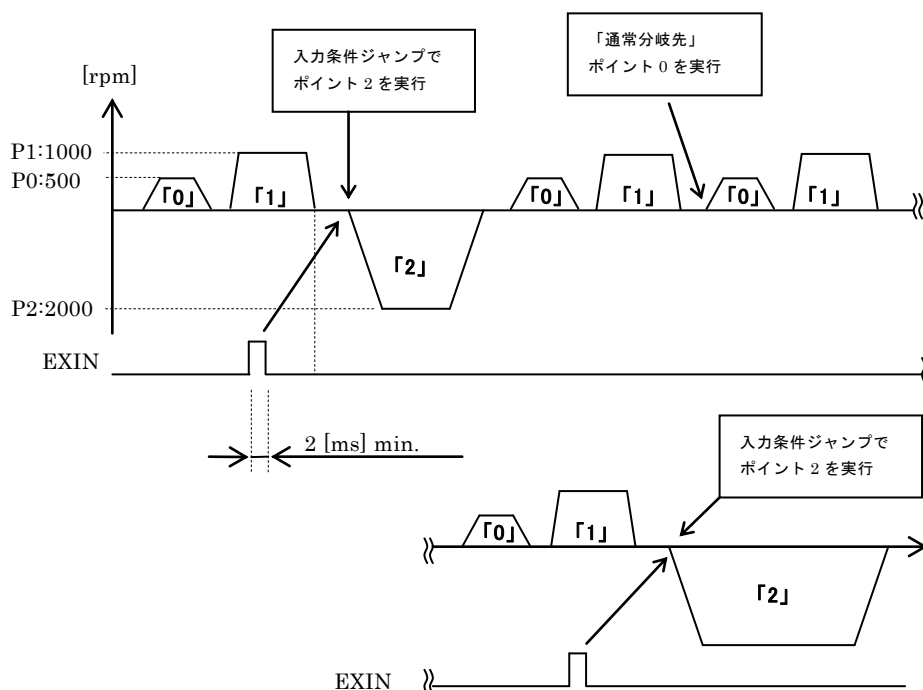 入力条件ジャンプで
ポイント 2 を実行
「通常分岐先」
ポイント 0 を実行
[rpm]
P1:1000
P0:500
「0」
「1」
「0」
「1」
「0」
「1」
「2」
P2:2000
EXIN
2 [ms] min.
入力条件ジャンプで
ポイント 2 を実行
「0」
「1」
「2」
EXIN